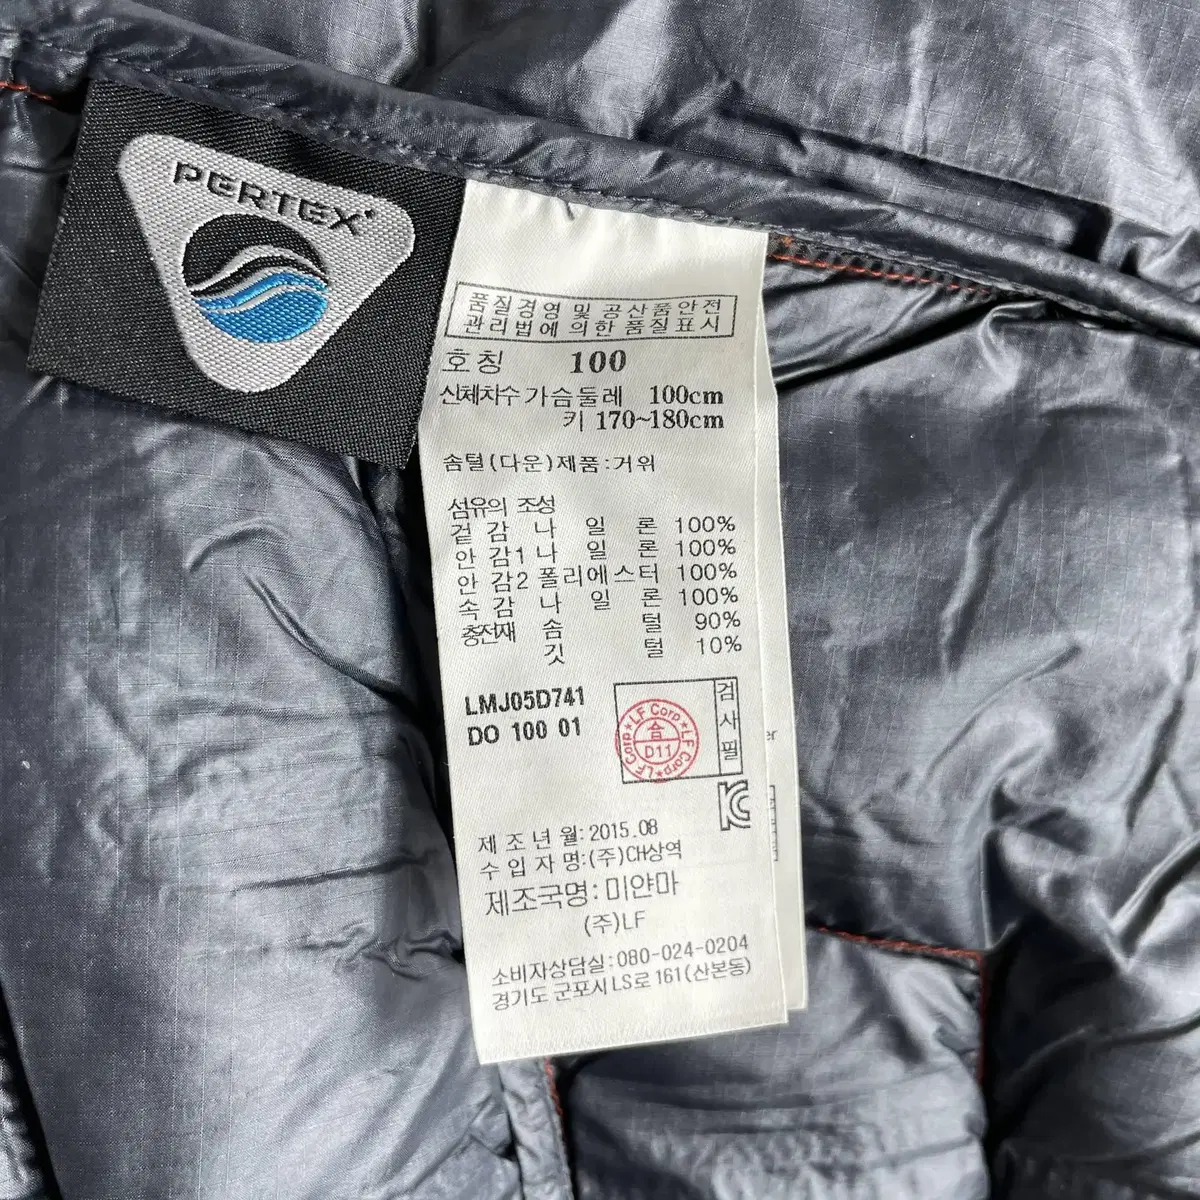 PERTEX
품질경영 및 공산품안전
관리법에 의한 품질표시
호칭 100
신체차수 가슴둘레 100cm
키 170~180cm
솜털(다운)제품:거위
섬유의 조성
겉감 나일론 100%
안감1 나일론 100%
안감2 폴리에스터 100%
속감 나일론 100%
충전재 솜털 90%
깃털 10%
LMJ05D741
DO 100 01
검사필
LF Corp★LF Corp★LF Corp★
합
D11
제조년월:2015.08
수입자명:(주)CH상역
제조국명:미얀마
(주)LF
소비자상담실:080-024-0204
경기도 군포시 LS로 161(산본동)